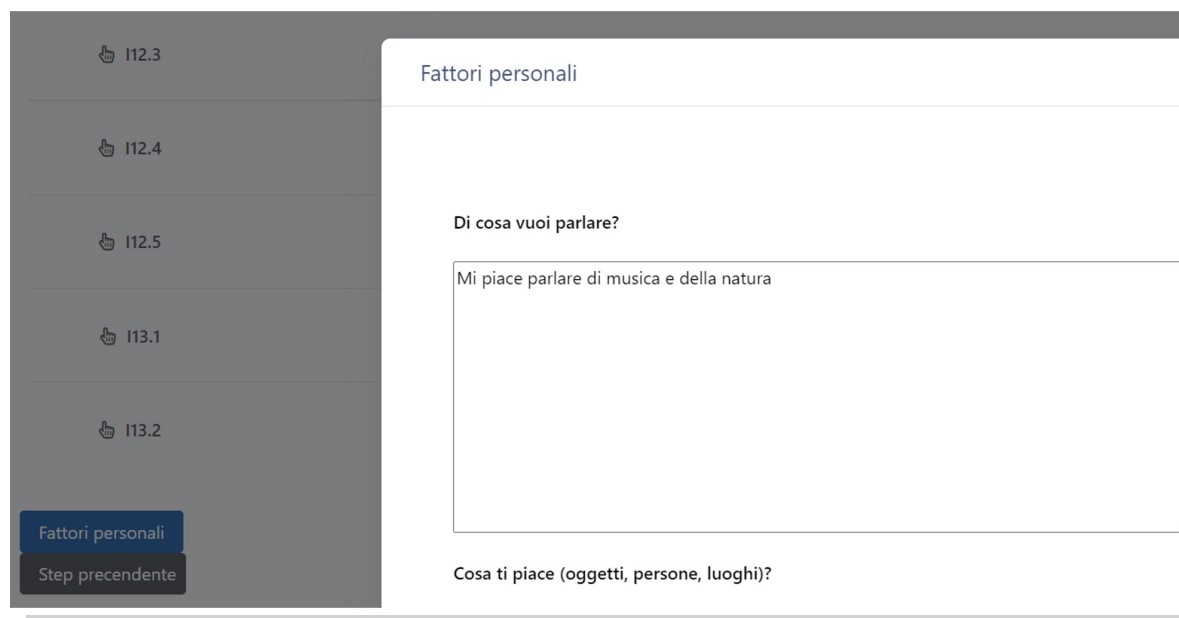 I12.3
Fattori personali
I12.4
Di cosa vuoi parlare?
I12.5
Mi piace parlare di musica e della natura
I13.1
I13.2
Fattori personali
Step precendente
Cosa ti piace (oggetti, persone, luoghi)?